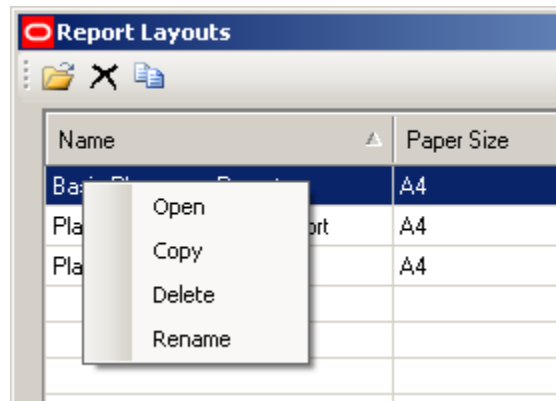 Report Layouts
Name Paper Size
A4
Open
A4
Copy
A4
Delete
Rename